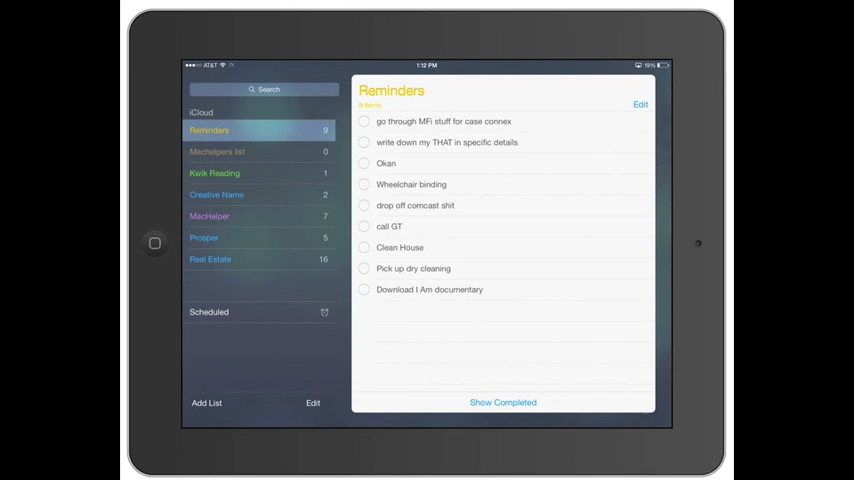 AT&T
1:12 PM
19%
Search
iCloud
Reminders 9
Machelpers list 0
Kwik Reading 1
Creative Name 2
MacHelper 7
Prosper 5
Real Estate 16
Scheduled
Add List Edit
Reminders
9 items
Edit
go through MFi stuff for case connex
write down my THAT in specific details
Okan
Wheelchair binding
drop off comcast shit
call GT
Clean House
Pick up dry cleaning
Download I Am documentary
Show Completed